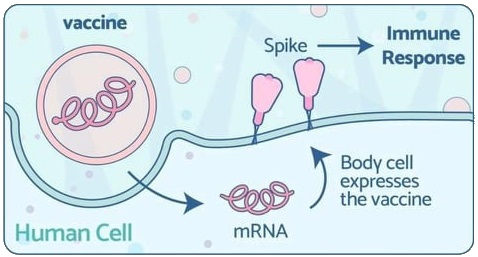 vaccine
Spike
Immune
Response
Body cell
expresses
the vaccine
mRNA
Human Cell